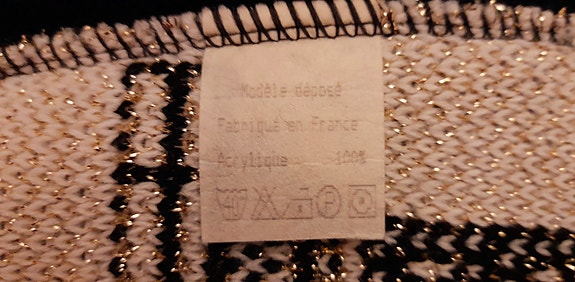 Modèle déposé
Fabriqué en France
Acrylique 100%
P